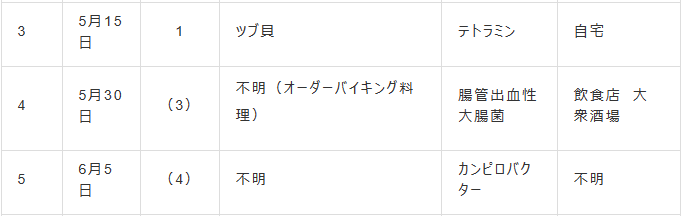 3 5月15日 1 ツブ貝 テトラミン 自宅
4 5月30日 （3） 不明（オーダーバイキング料理） 腸管出血性大腸菌 飲食店　大衆酒場
5 6月5日 （4） 不明 カンピロバクター 不明